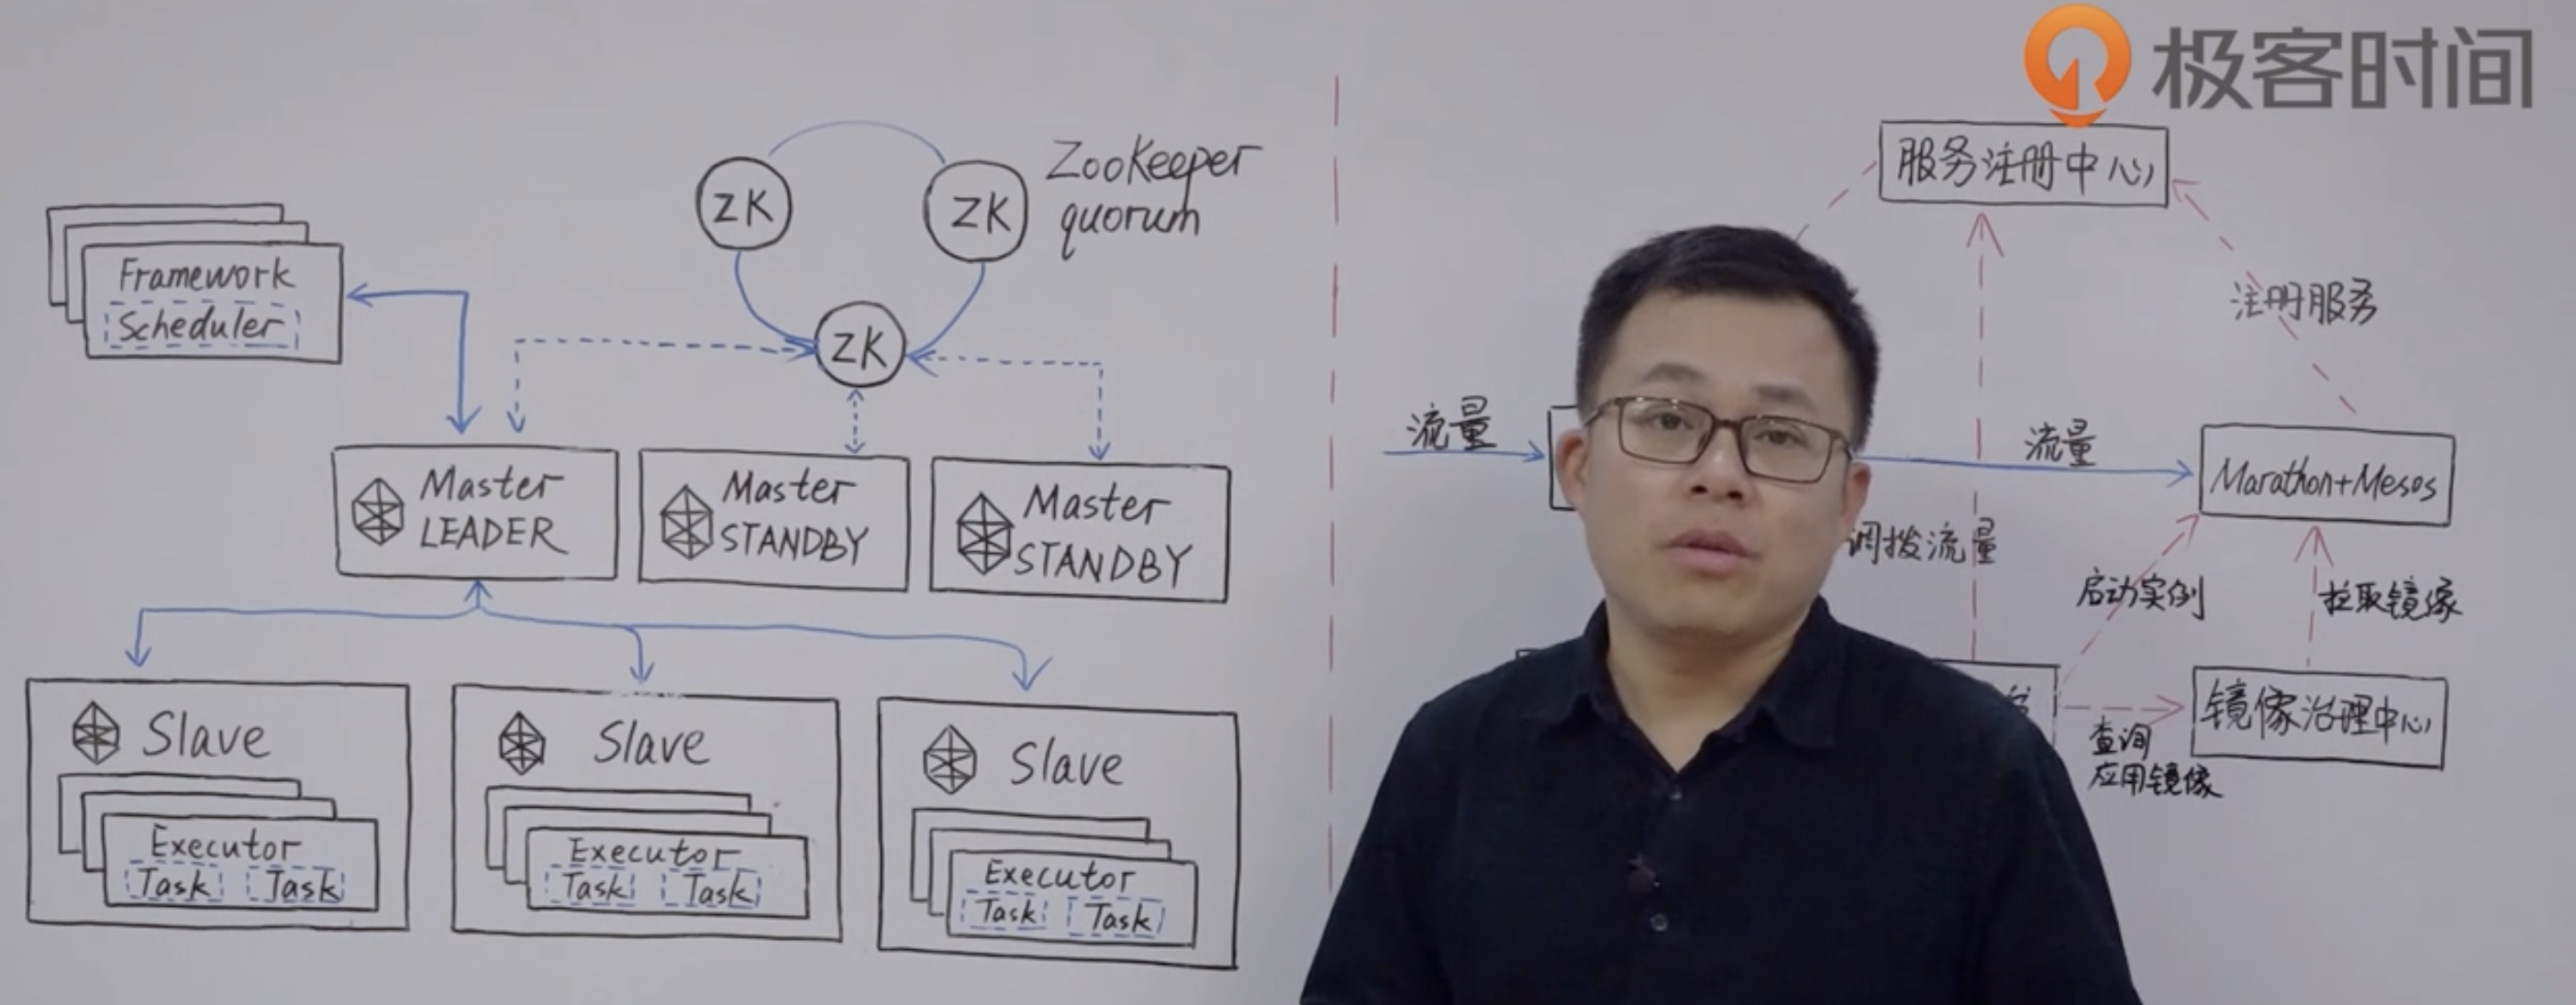 极客时间
ZK
ZK
ZooKeeper
quorum
ZK
Framework
Scheduler
Master
LEADER
Master
STANDBY
Master
STANDBY
Slave
Executor
Task Task
Slave
Executor
Task Task
Slave
Executor
Task Task
服务注册中心
注册服务
流量
流量
Marathon+Mesos
调拨流量
启动实例
拉取镜像
镜像治理中心
查询
应用镜像